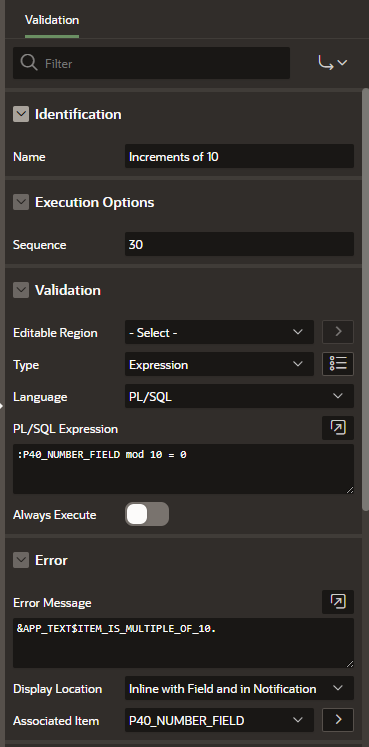 Validation
Filter
Identification
Name Increments of 10
Execution Options
Sequence 30
Validation
Editable Region - Select -
Type Expression
Language PL/SQL
PL/SQL Expression
:P40_NUMBER_FIELD mod 10 = 0
Always Execute
Error
Error Message
&APP_TEXT$ITEM_IS_MULTIPLE_OF_10.
Display Location Inline with Field and in Notification
Associated Item P40_NUMBER_FIELD